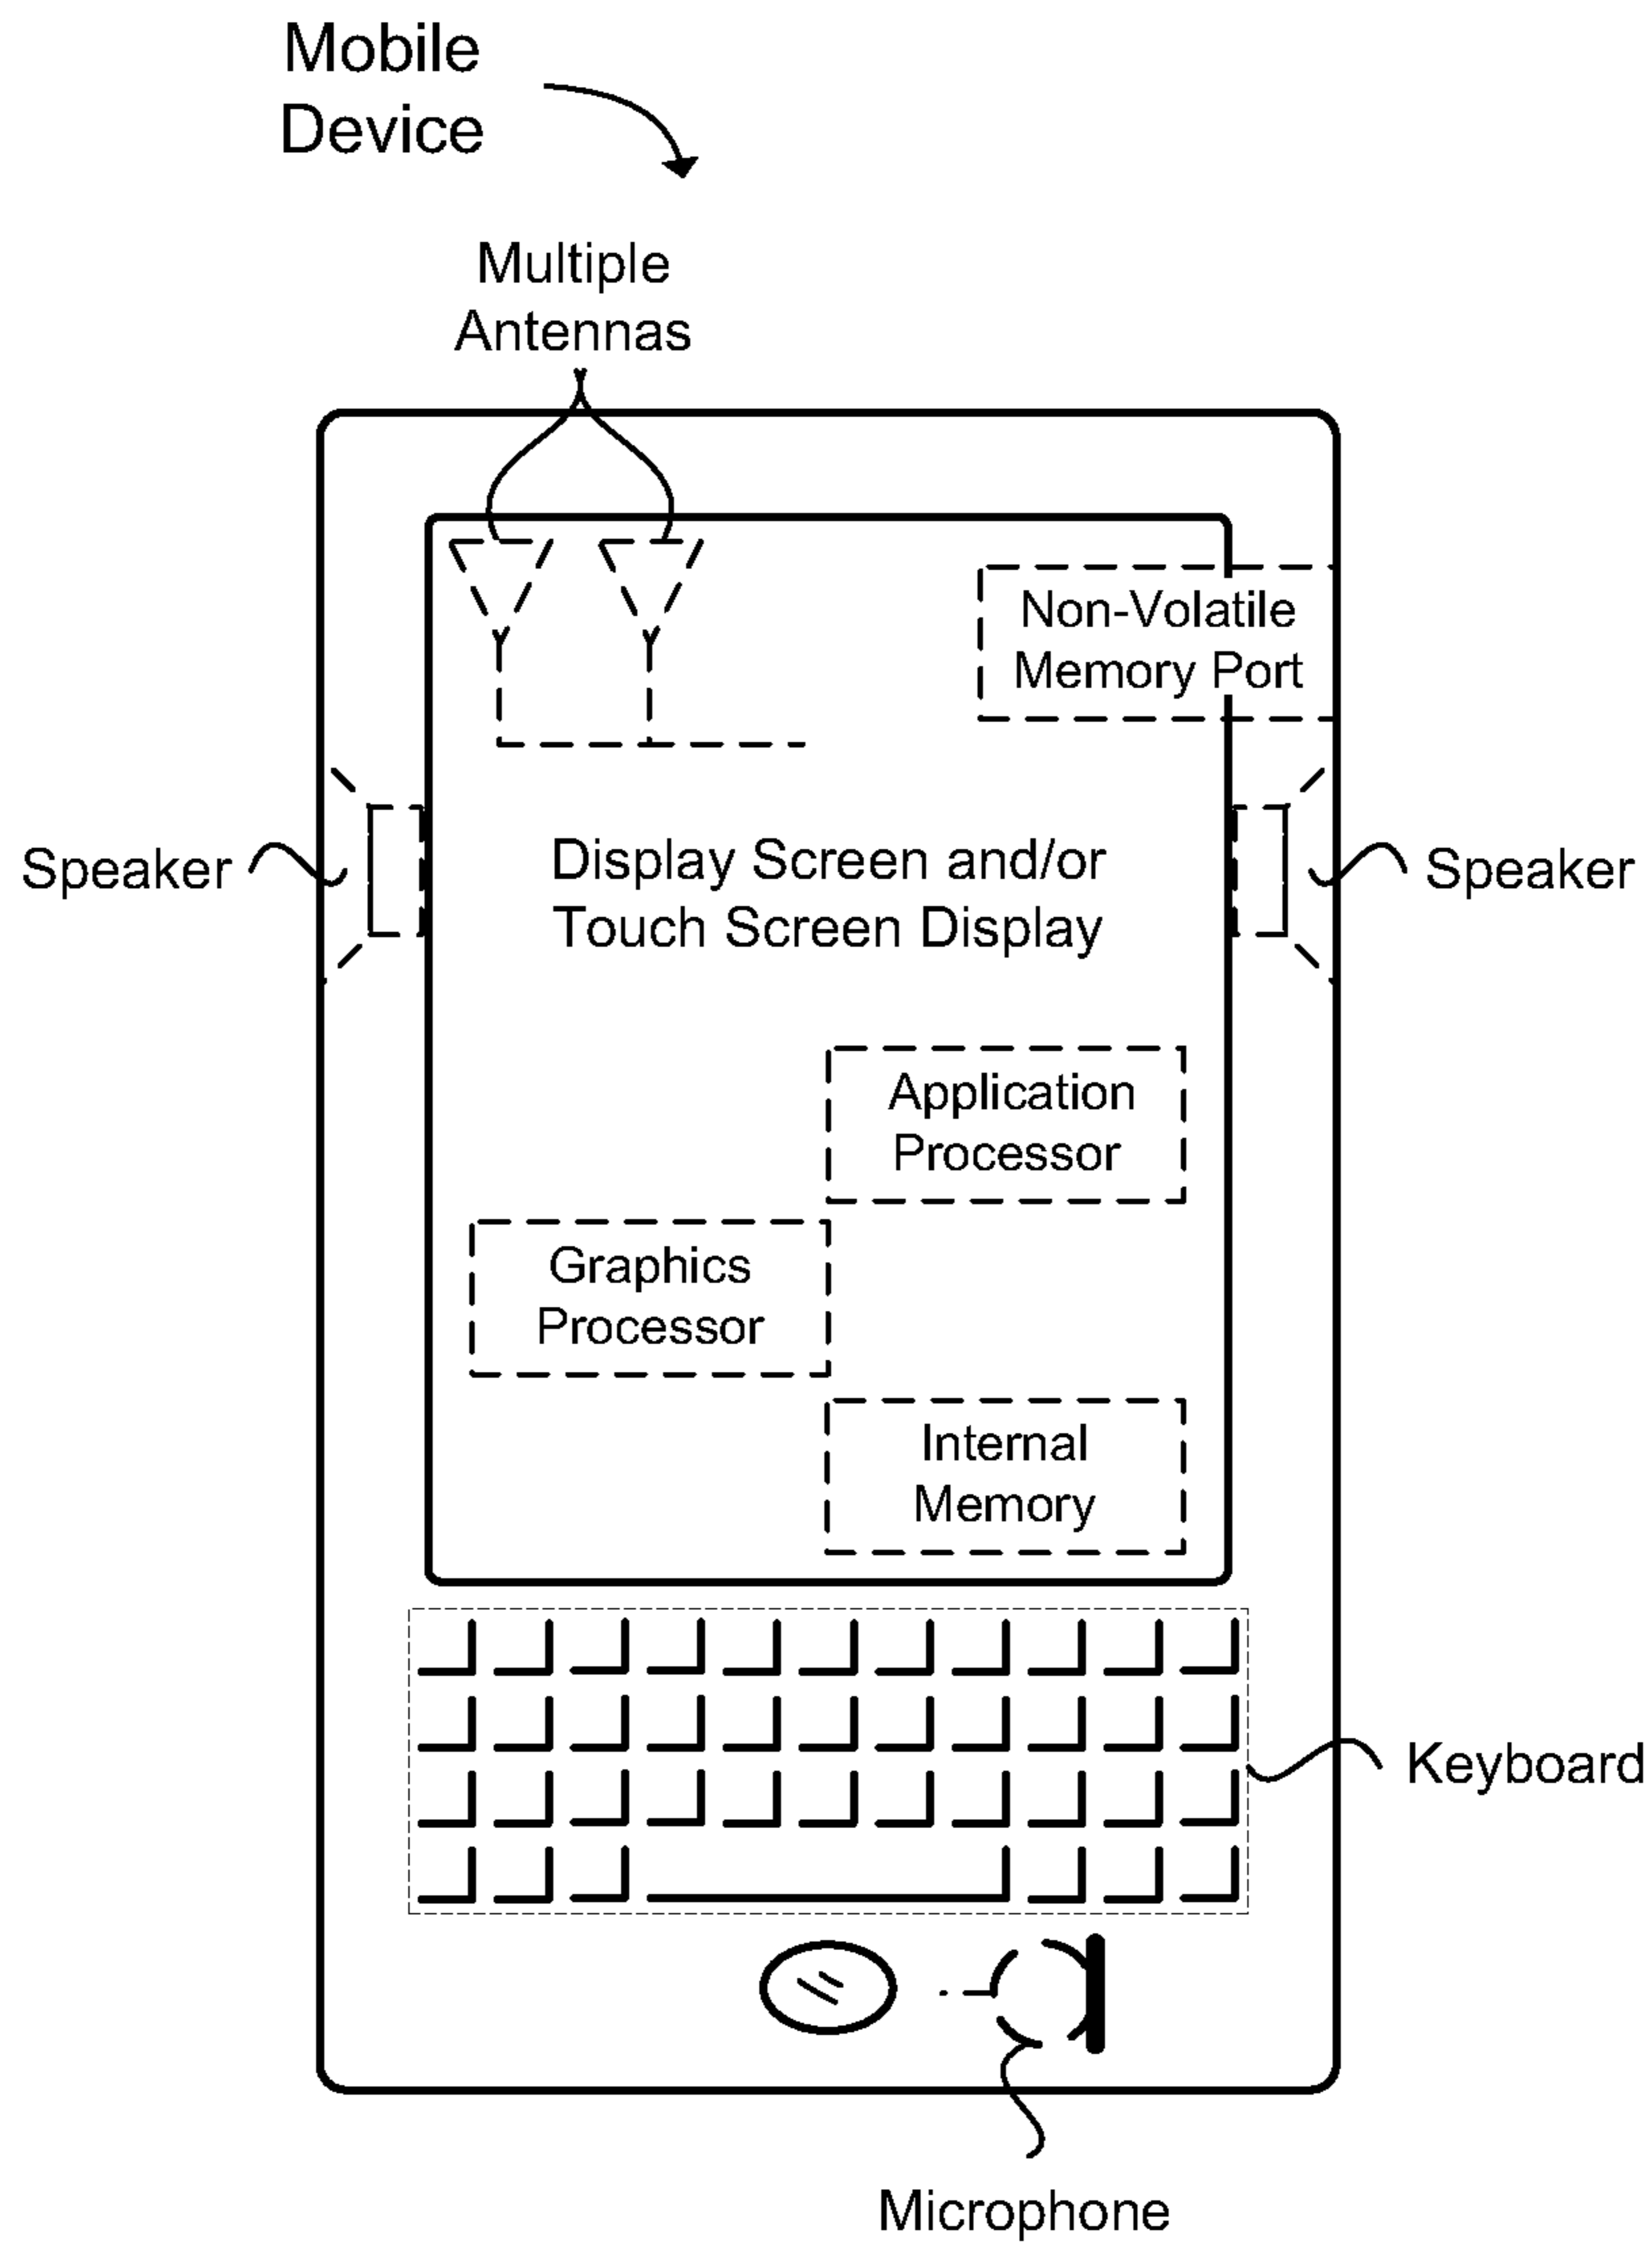 Mobile
Device
Multiple
Antennas
Non-Volatile
Memory Port
Speaker
Display Screen and/or
Touch Screen Display
Speaker
Application
Processor
Graphics
Processor
Internal
Memory
Keyboard
Microphone